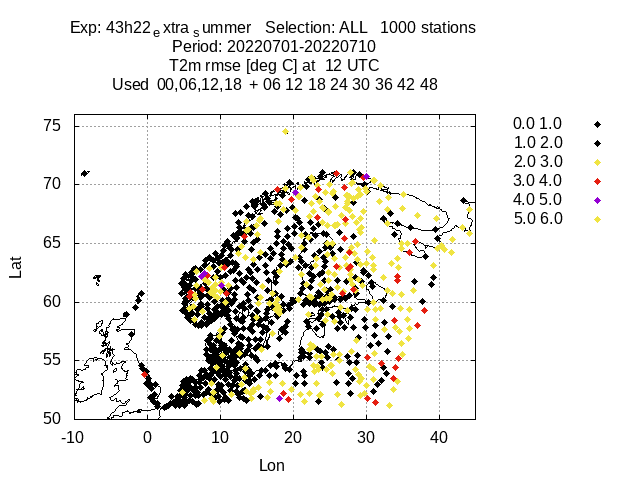 Exp: 43h22extrasummer Selection: ALL 1000 stations
Period: 20220701-20220710
T2m rmse [deg C] at 12 UTC
Used 00,06,12,18 + 06 12 18 24 30 36 42 48
0.0 1.0
1.0 2.0
2.0 3.0
3.0 4.0
4.0 5.0
5.0 6.0
75
70
65
60
55
50
Lat
-10 0 10 20 30 40
Lon